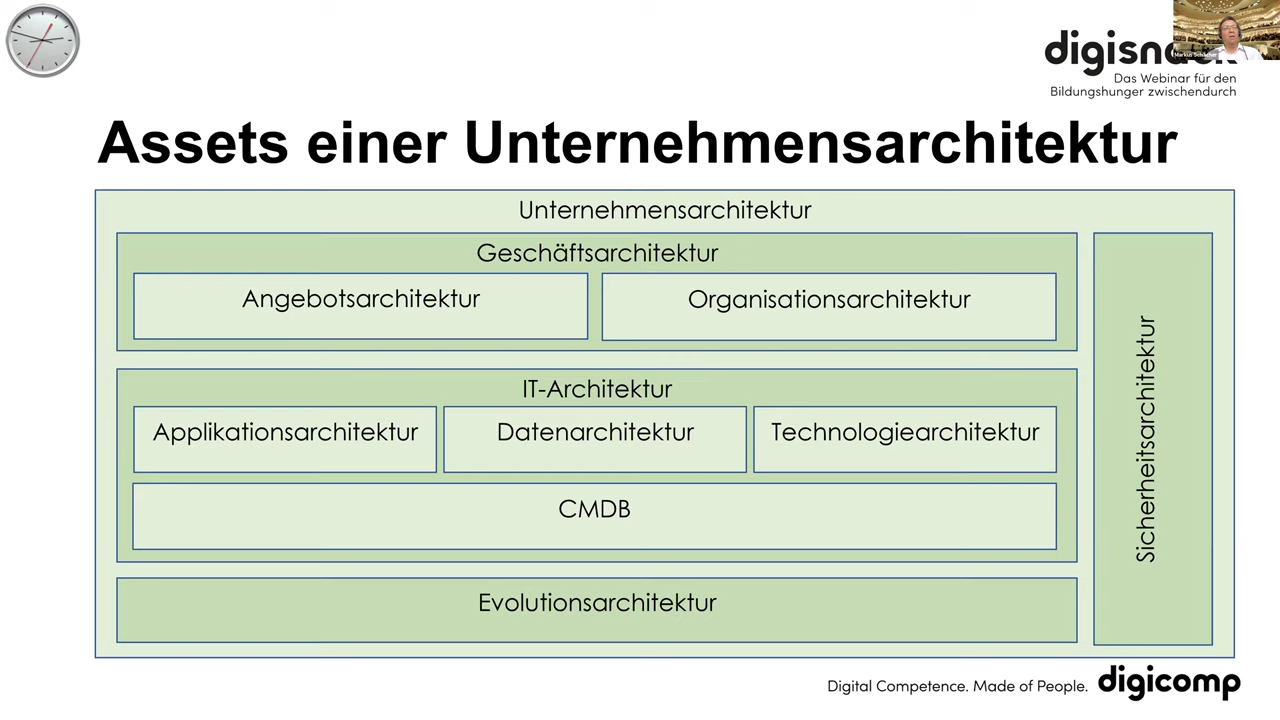 digisnack
Das Webinar für den
Bildungshunger zwischendurch
Assets einer Unternehmensarchitektur
Unternehmensarchitektur
Geschäftsarchitektur
Angebotsarchitektur
Organisationsarchitektur
IT-Architektur
Applikationsarchitektur
Datenarchitektur
Technologiearchitektur
CMDB
Evolutionsarchitektur
Sicherheitsarchitektur
Digital Competence. Made of People.
digicomp